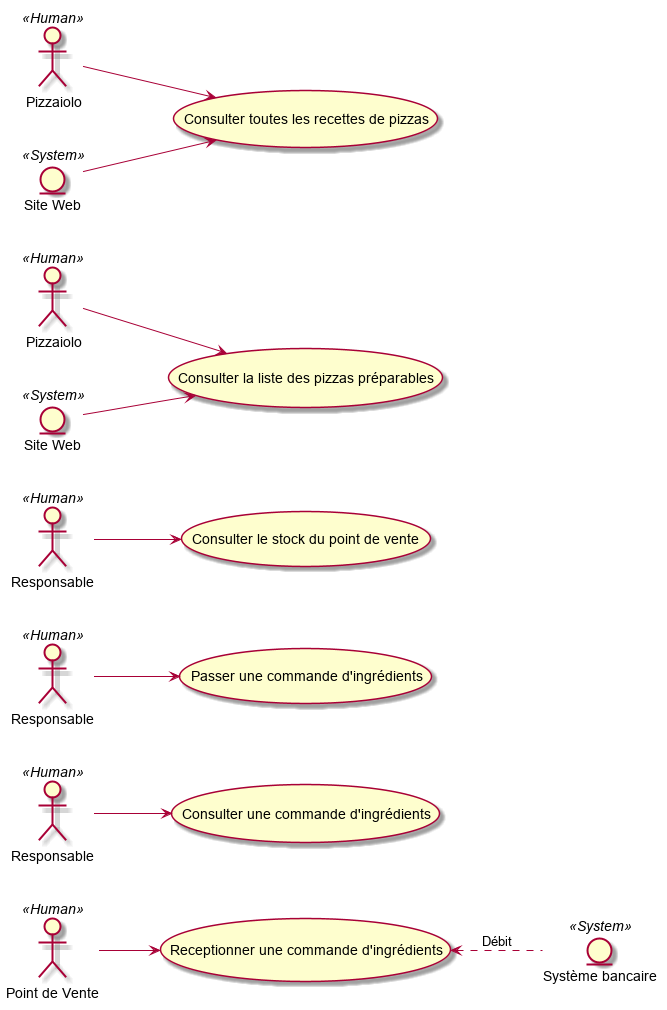 «Human»
Pizzaiolo
Consulter toutes les recettes de pizzas
«System»
Site Web
«Human»
Pizzaiolo
Consulter la liste des pizzas préparables
«System»
Site Web
«Human»
Consulter le stock du point de vente
Responsable
«Human»
Passer une commande d'ingrédients
Responsable
«Human»
Consulter une commande d'ingrédients
Responsable
«Human»
Point de Vente
Receptionner une commande d'ingrédients
Débit
«System»
Système bancaire